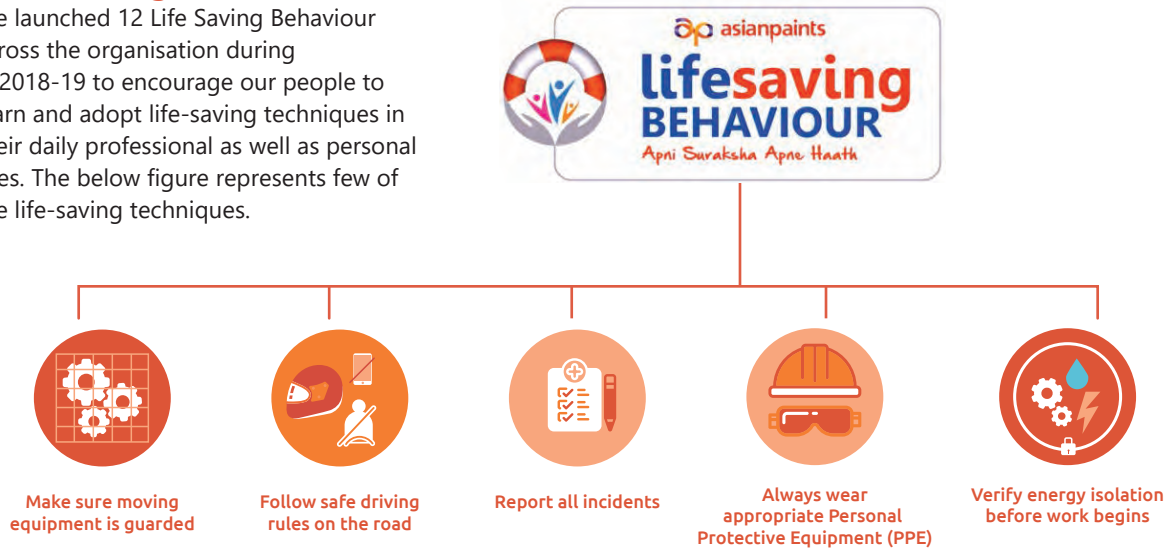 e launched 12 Life Saving Behaviour
ross the organisation during
2018-19 to encourage our people to
arn and adopt life-saving techniques in
eir daily professional as well as personal
es. The below figure represents few of
e life-saving techniques.
ap asianpaints
lifesaving
BEHAVIOUR
Apni Suraksha Apne Haath
Make sure moving
equipment is guarded
Follow safe driving
rules on the road
Report all incidents
Always wear
appropriate Personal
Protective Equipment (PPE)
Verify energy isolation
before work begins